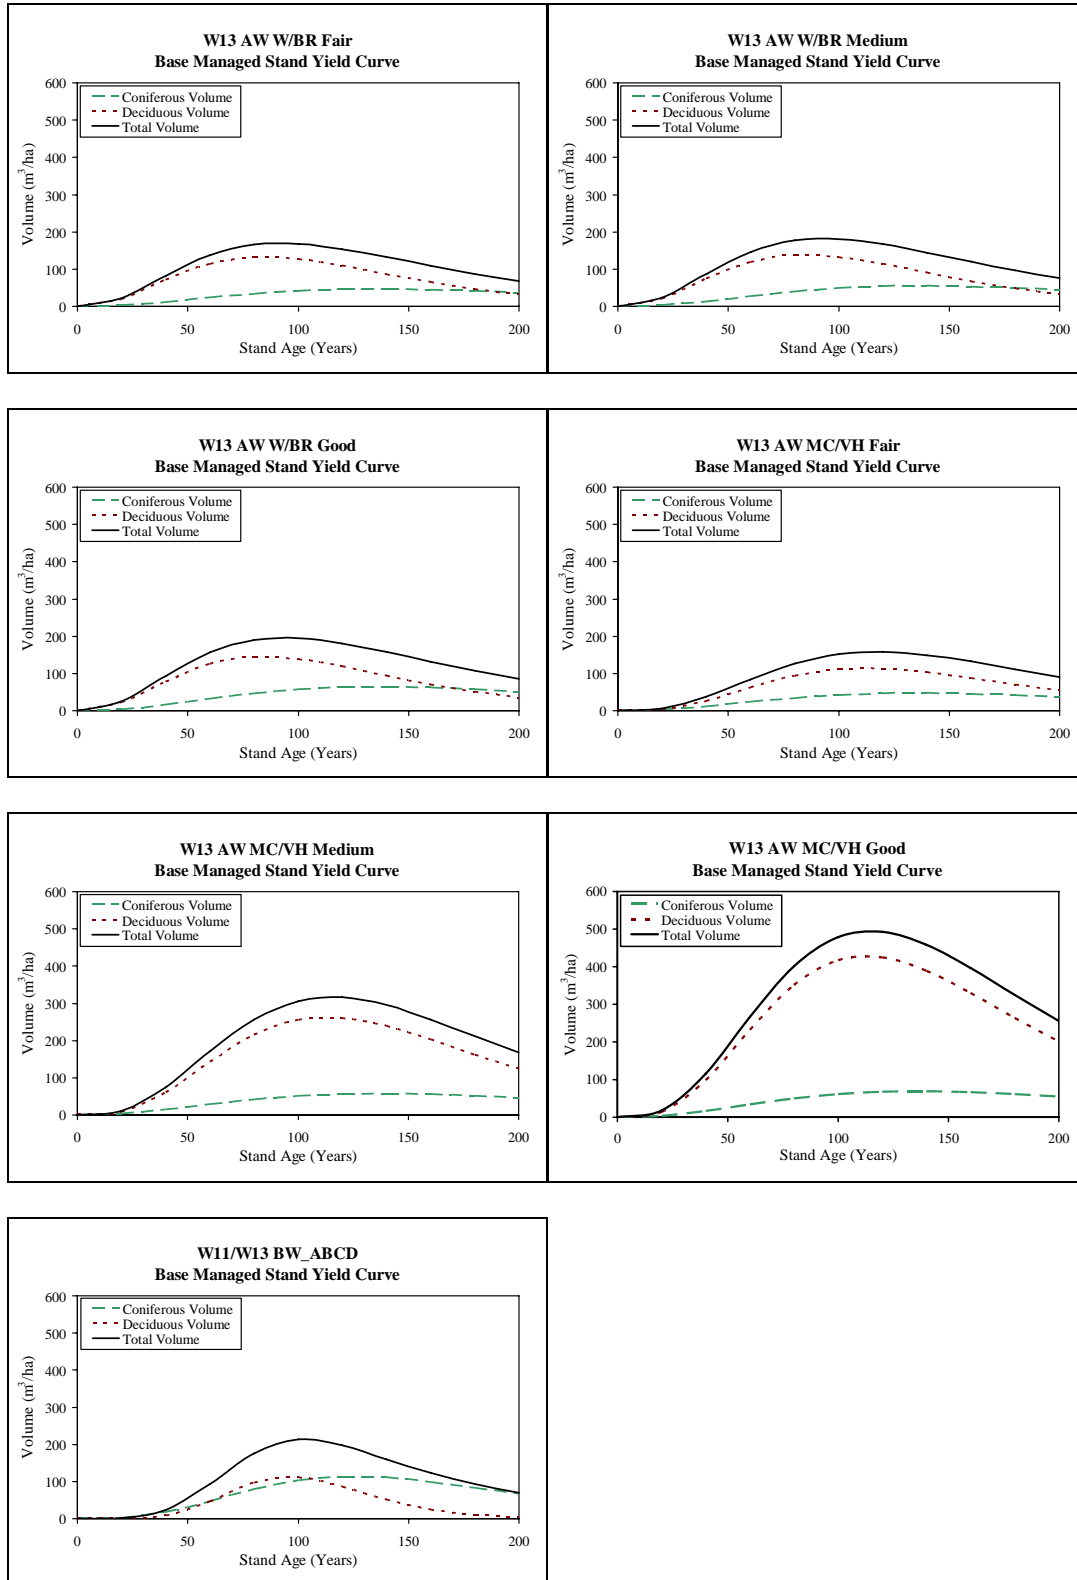 W13 AW W/BR Fair
Base Managed Stand Yield Curve
600
500
400
300
200
100
0
Volume (m³/ha)
Coniferous Volume
Deciduous Volume
Total Volume
0 50 100 150 200
Stand Age (Years)
W13 AW W/BR Medium
Base Managed Stand Yield Curve
600
500
400
300
200
100
0
Volume (m³/ha)
Coniferous Volume
Deciduous Volume
Total Volume
0 50 100 150 200
Stand Age (Years)
W13 AW W/BR Good
Base Managed Stand Yield Curve
600
500
400
300
200
100
0
Volume (m³/ha)
Coniferous Volume
Deciduous Volume
Total Volume
0 50 100 150 200
Stand Age (Years)
W13 AW MC/VH Fair
Base Managed Stand Yield Curve
600
500
400
300
200
100
0
Volume (m³/ha)
Coniferous Volume
Deciduous Volume
Total Volume
0 50 100 150 200
Stand Age (Years)
W13 AW MC/VH Medium
Base Managed Stand Yield Curve
600
500
400
300
200
100
0
Volume (m³/ha)
Coniferous Volume
Deciduous Volume
Total Volume
0 50 100 150 200
Stand Age (Years)
W13 AW MC/VH Good
Base Managed Stand Yield Curve
600
500
400
300
200
100
0
Volume (m³/ha)
Coniferous Volume
Deciduous Volume
Total Volume
0 50 100 150 200
Stand Age (Years)
W11/W13 BW_ABCD
Base Managed Stand Yield Curve
600
500
400
300
200
100
0
Volume (m³/ha)
Coniferous Volume
Deciduous Volume
Total Volume
0 50 100 150 200
Stand Age (Years)